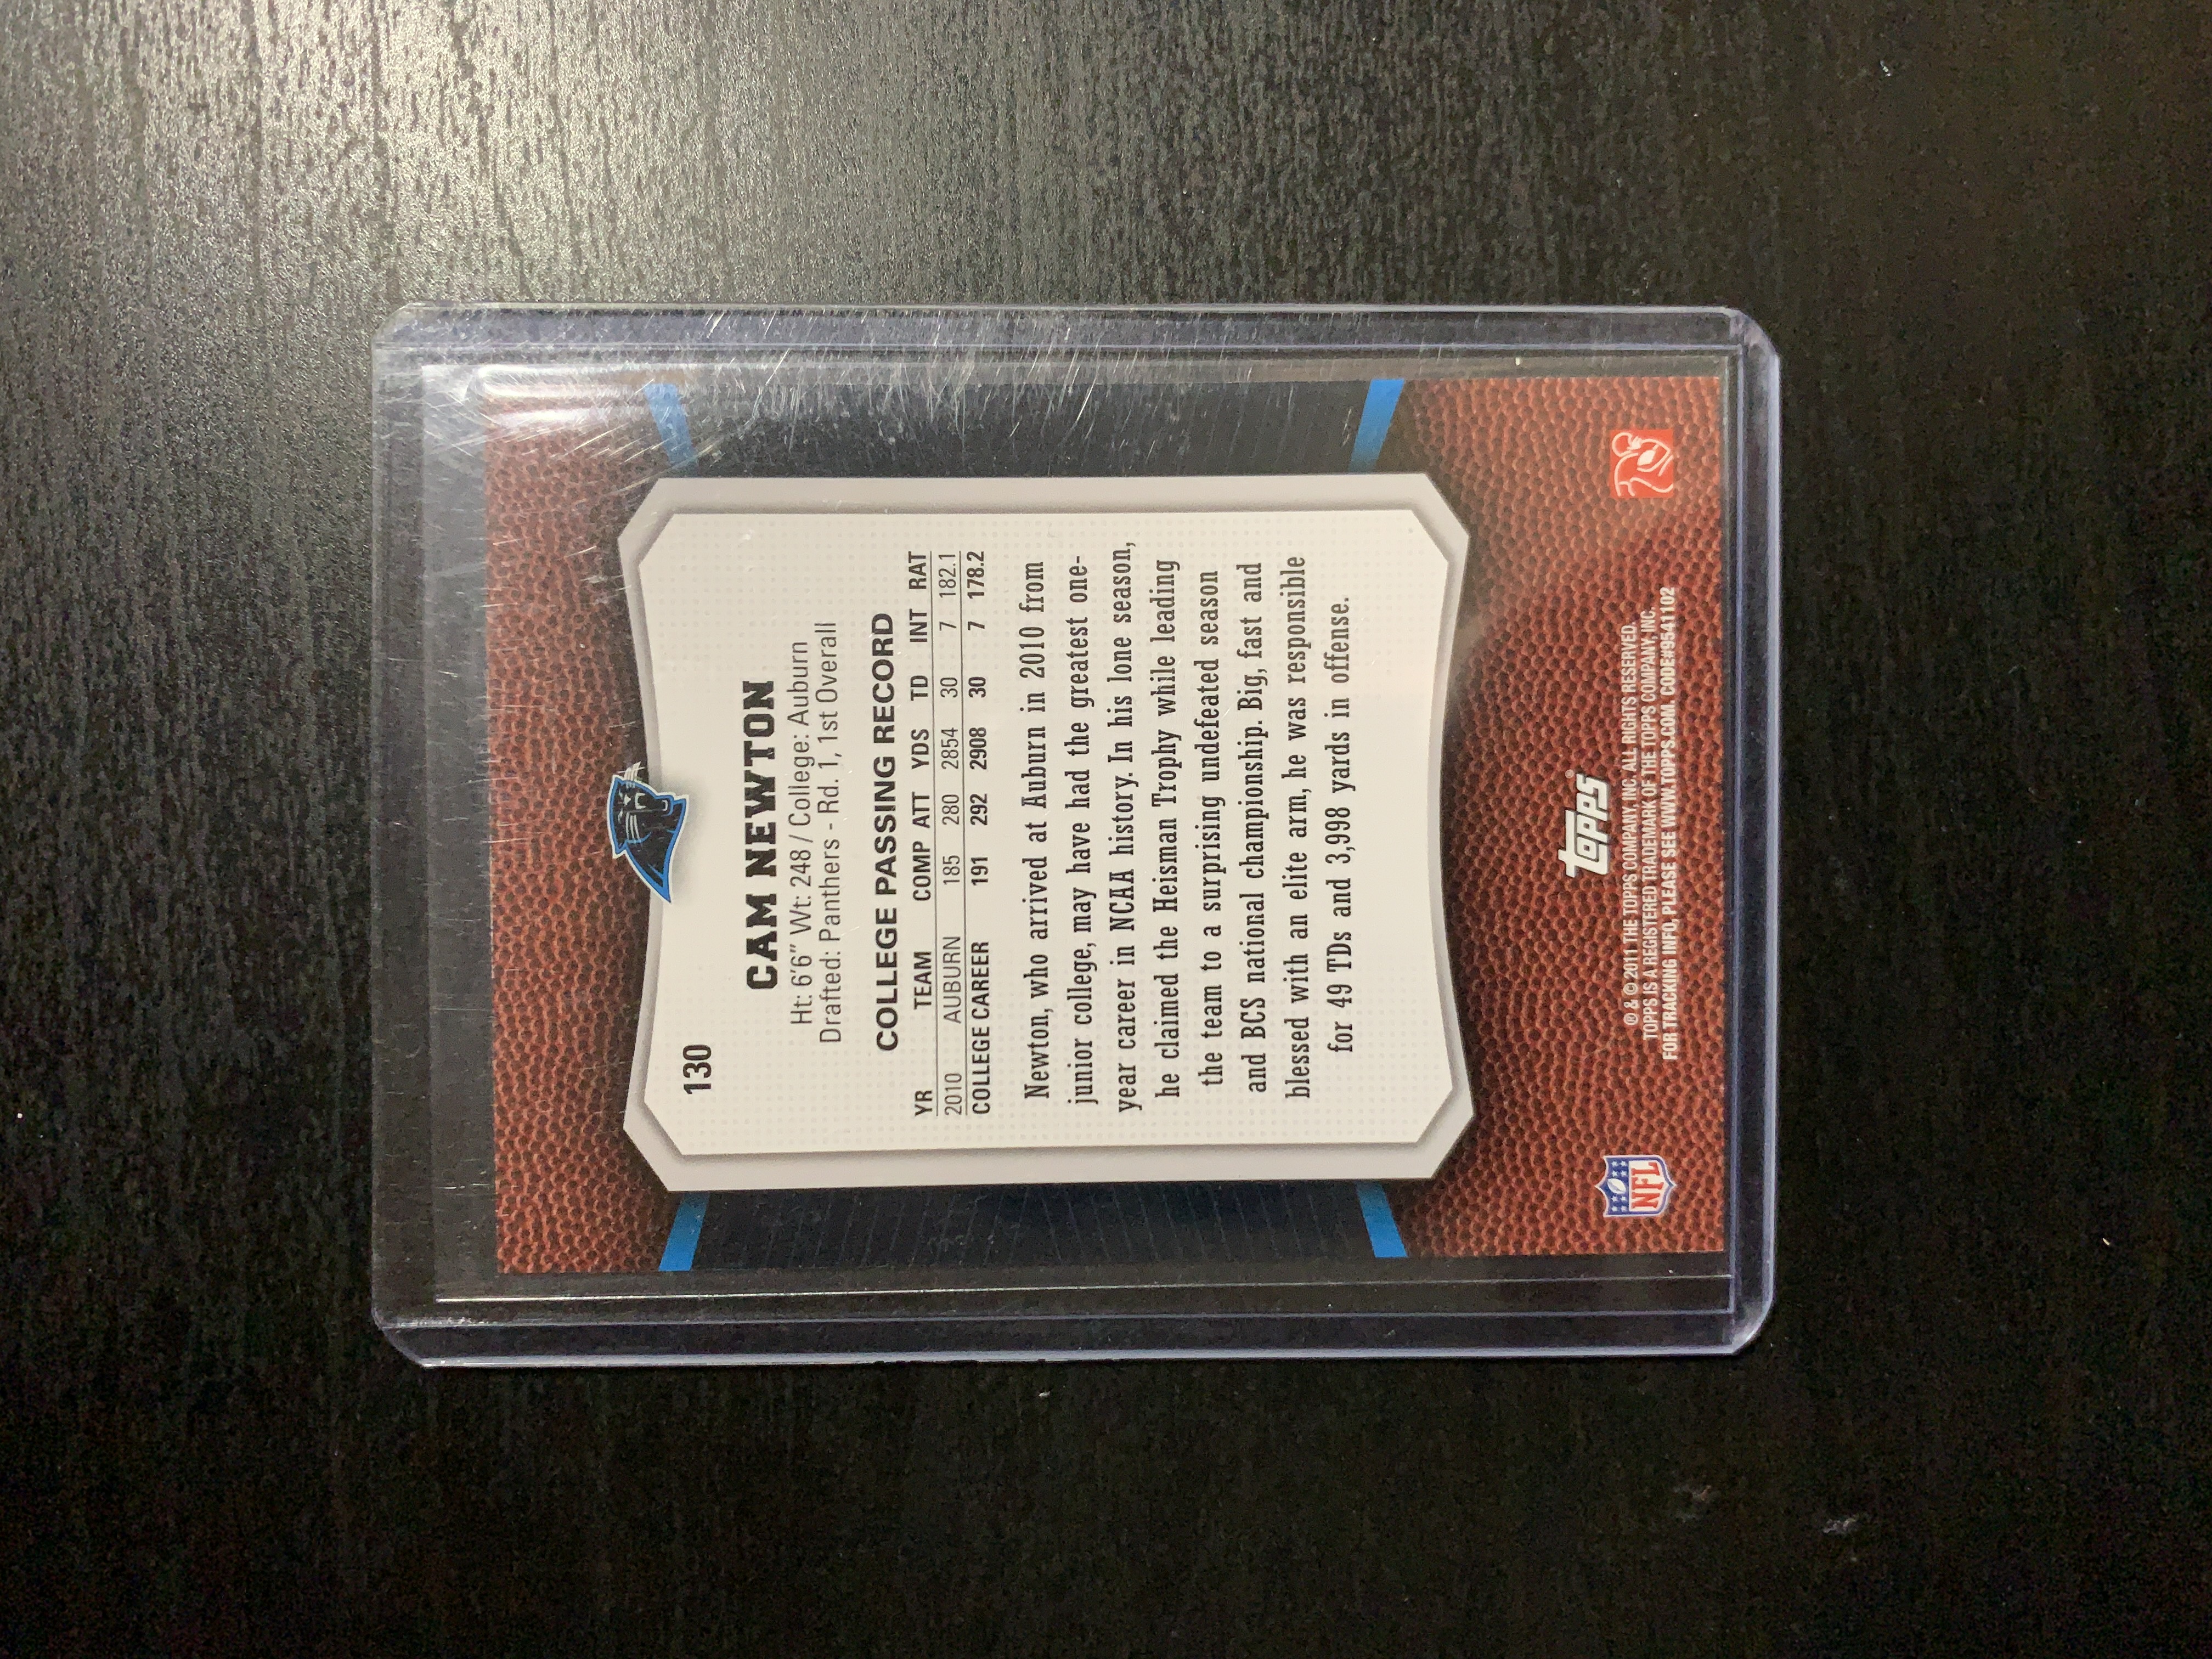 130
CAM NEWTON
Ht: 6'6" Wt: 248 / College: Auburn
Drafted: Panthers - Rd. 1, 1st Overall
COLLEGE PASSING RECORD
YR TEAM COMP ATT YDS TD INT RAT
2010 AUBURN 185 280 2854 30 7 182.1
COLLEGE CAREER 191 292 2908 30 7 178.2
Newton, who arrived at Auburn in 2010 from
junior college, may have had the greatest one-
year career in NCAA history. In his lone season,
he claimed the Heisman Trophy while leading
the team to a surprising undefeated season
and BCS national championship. Big, fast and
blessed with an elite arm, he was responsible
for 49 TDs and 3,998 yards in offense.
topps®
NFL
® & © 2011 THE TOPPS COMPANY, INC. ALL RIGHTS RESERVED.
TOPPS IS A REGISTERED TRADEMARK OF THE TOPPS COMPANY, INC.
FOR TRACKING INFO, PLEASE SEE WWW.TOPPS.COM. CODE#9541102